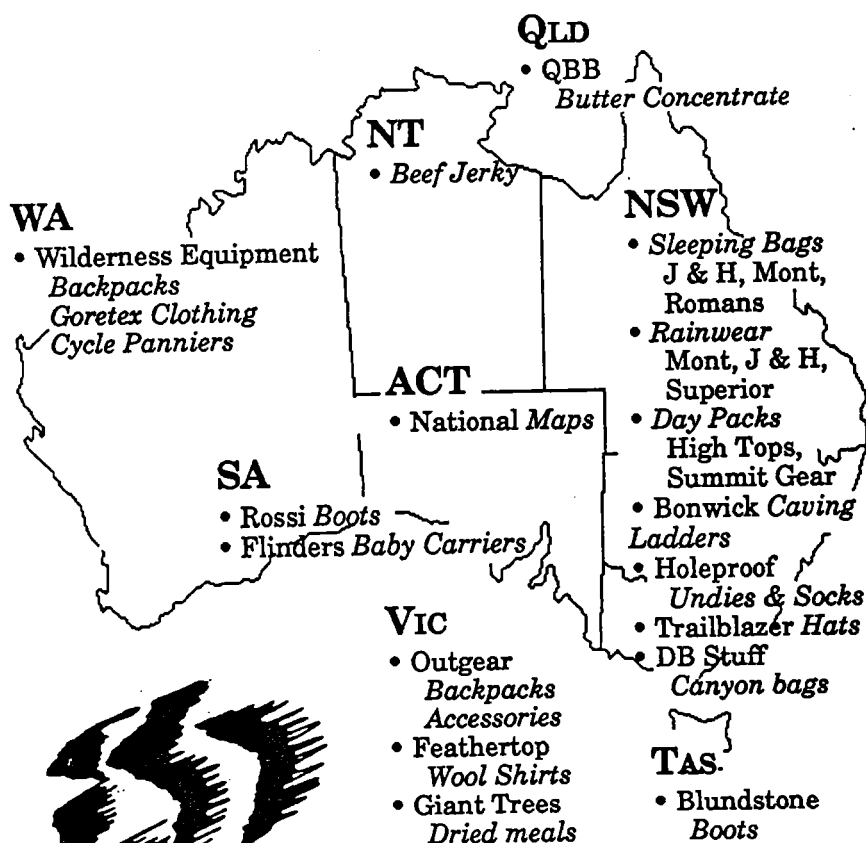 QLD
• QBB
Butter Concentrate
NT
• Beef Jerky
WA
• Wilderness Equipment
Backpacks
Goretex Clothing
Cycle Panniers
NSW
• Sleeping Bags
J & H, Mont,
Romans
• Rainwear
Mont, J & H,
Superior
• Day Packs
High Tops,
Summit Gear
• Bonwick Caving
Ladders
• Holeproof
Undies & Socks
• Trailblazer Hats
• DB Stuff
Canyon bags
ACT
• National Maps
SA
• Rossi Boots
• Flinders Baby Carriers
VIC
• Outgear
Backpacks
Accessories
• Feathertop
Wool Shirts
• Giant Trees
Dried meals
TAS.
• Blundstone
Boots